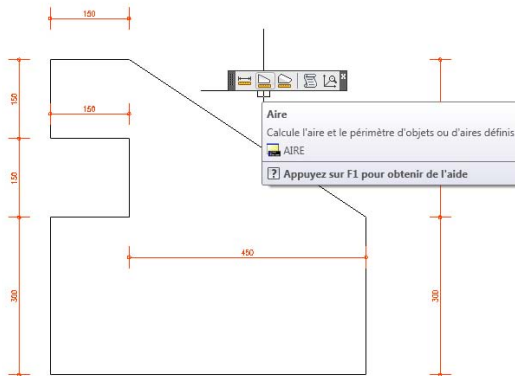 150
150
150
150
450
300
300
Aire
Calcule l'aire et le périmètre d'objets ou d'aires définis
AIRE
? Appuyez sur F1 pour obtenir de l'aide